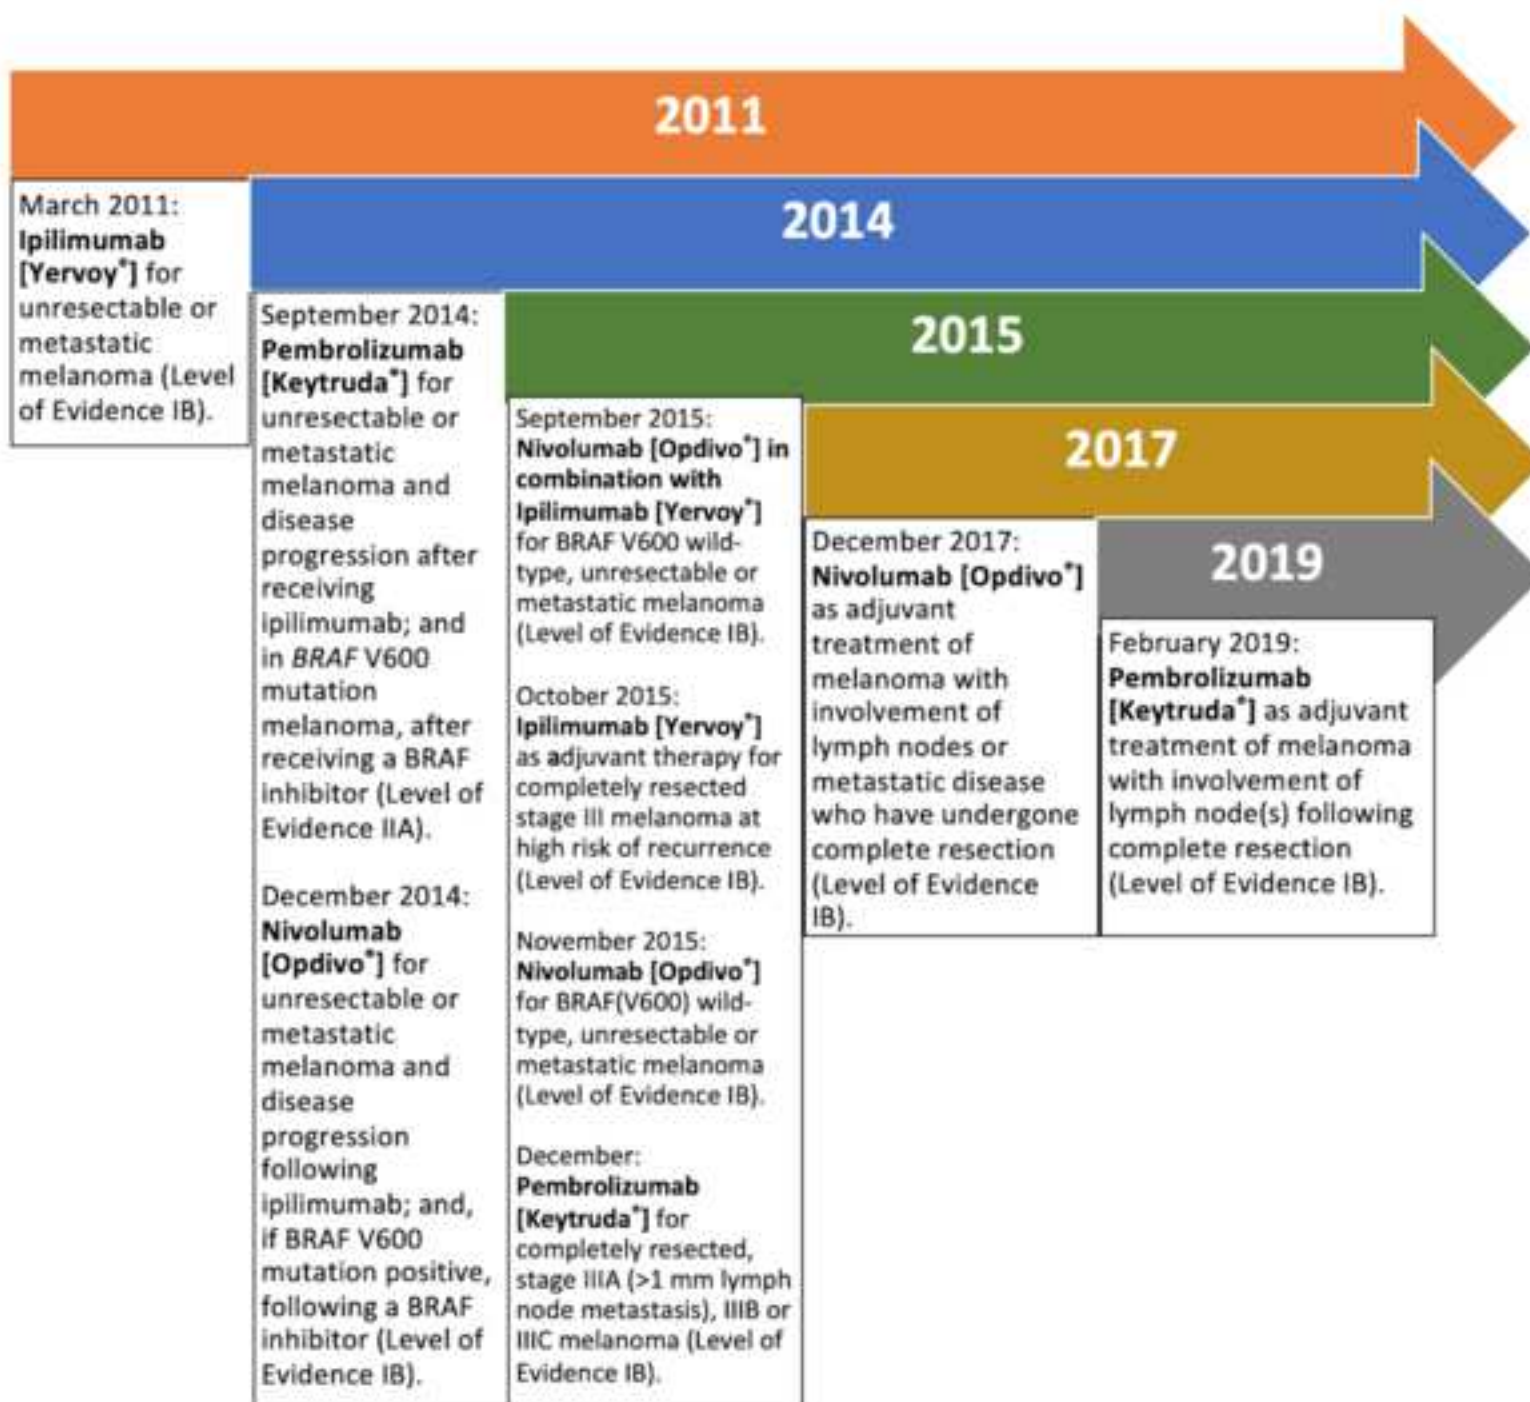 2011
March 2011:
Ipilimumab
[Yervoy*] for
unresectable or
metastatic
melanoma (Level
of Evidence IB).
2014
September 2014:
Pembrolizumab
[Keytruda*] for
unresectable or
metastatic
melanoma and
disease
progression after
receiving
ipilimumab; and
in BRAF V600
mutation
melanoma, after
receiving a BRAF
inhibitor (Level of
Evidence IIA).
December 2014:
Nivolumab
[Opdivo*] for
unresectable or
metastatic
melanoma and
disease
progression
following
ipilimumab; and,
if BRAF V600
mutation positive,
following a BRAF
inhibitor (Level of
Evidence IB).
2015
September 2015:
Nivolumab [Opdivo*] in
combination with
Ipilimumab [Yervoy*]
for BRAF V600 wild-
type, unresectable or
metastatic melanoma
(Level of Evidence IB).
October 2015:
Ipilimumab [Yervoy*]
as adjuvant therapy for
completely resected
stage III melanoma at
high risk of recurrence
(Level of Evidence IB).
November 2015:
Nivolumab [Opdivo*]
for BRAF(V600) wild-
type, unresectable or
metastatic melanoma
(Level of Evidence IB).
December:
Pembrolizumab
[Keytruda*] for
completely resected,
stage IIIA (>1 mm lymph
node metastasis), IIIB or
IIIC melanoma (Level of
Evidence IB).
2017
December 2017:
Nivolumab [Opdivo*]
as adjuvant
treatment of
melanoma with
involvement of
lymph nodes or
metastatic disease
who have undergone
complete resection
(Level of Evidence
IB).
2019
February 2019:
Pembrolizumab
[Keytruda*] as adjuvant
treatment of melanoma
with involvement of
lymph node(s) following
complete resection
(Level of Evidence IB).